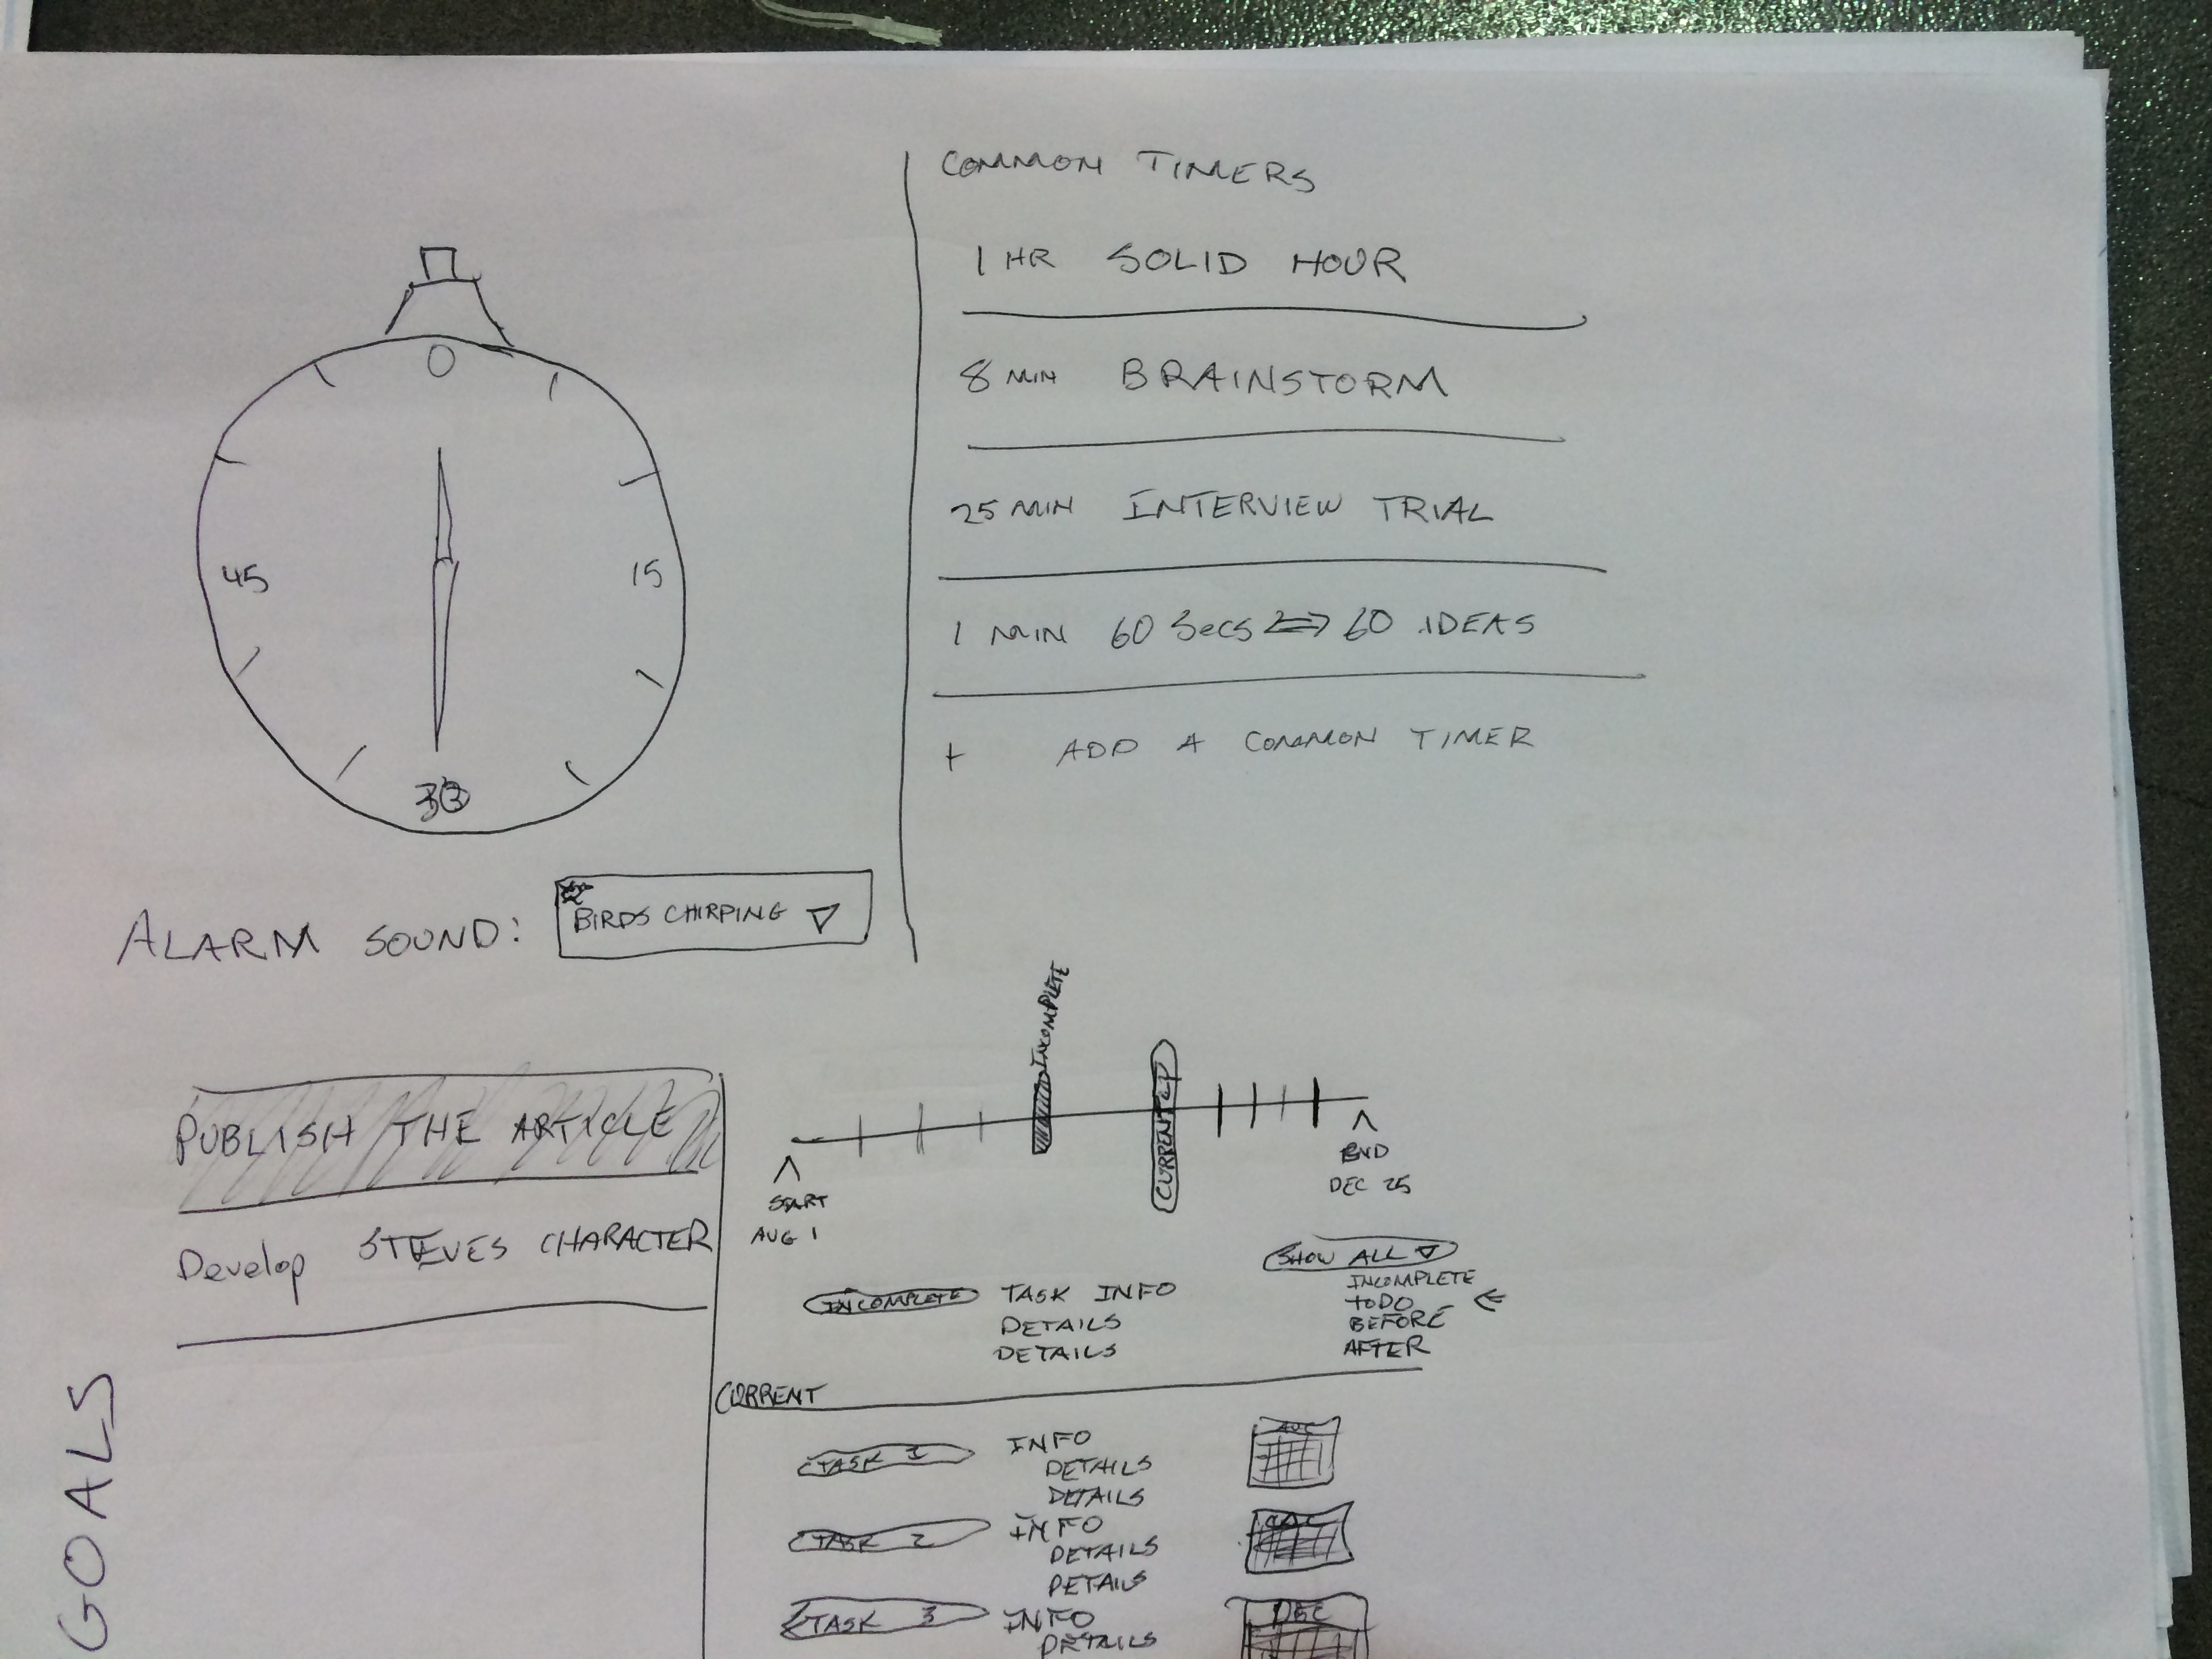 COMMON TIMERS
1 HR SOLID HOUR
8 MIN BRAINSTORM
25 MIN INTERVIEW TRIAL
1 MIN 60 Secs <=> 60 IDEAS
+ ADD A COMMON TIMER
0
45
15
30
ALARM SOUND:
BIRDS CHIRPING
INCOMPLETE
CURRENTLY
START
AUG 1
END
DEC 25
GOALS
PUBLISH THE ARTICLE
Develop STEVES CHARACTER
SHOW ALL
INCOMPLETE
TODO
BEFORE
AFTER
INCOMPLETE
TASK INFO
DETAILS
DETAILS
CURRENT
TASK 1
INFO
DETAILS
DETAILS
TASK 2
INFO
DETAILS
DETAILS
TASK 3
INFO
DETAILS
DEC